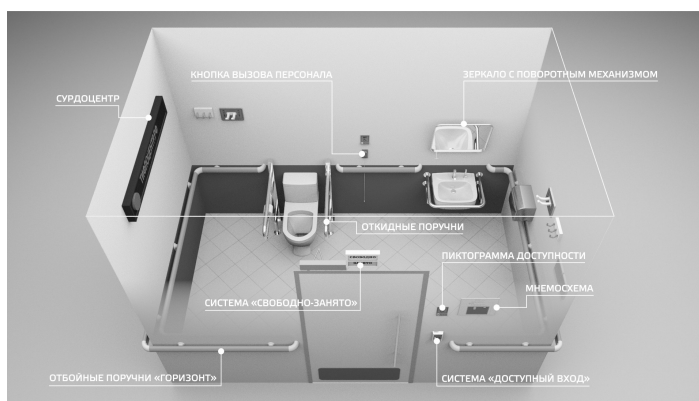 КНОПКА ВЫЗОВА ПЕРСОНАЛА
ЗЕРКАЛО С ПОВОРОТНЫМ МЕХАНИЗМОМ
СУРДОЦЕНТР
ОТКИДНЫЕ ПОРУЧНИ
ПИКТОГРАММА ДОСТУПНОСТИ
МНЕМОСХЕМА
СИСТЕМА «СВОБОДНО-ЗАНЯТО»
ОТБОЙНЫЕ ПОРУЧНИ «ГОРИЗОНТ»
СИСТЕМА «ДОСТУПНЫЙ ВХОД»